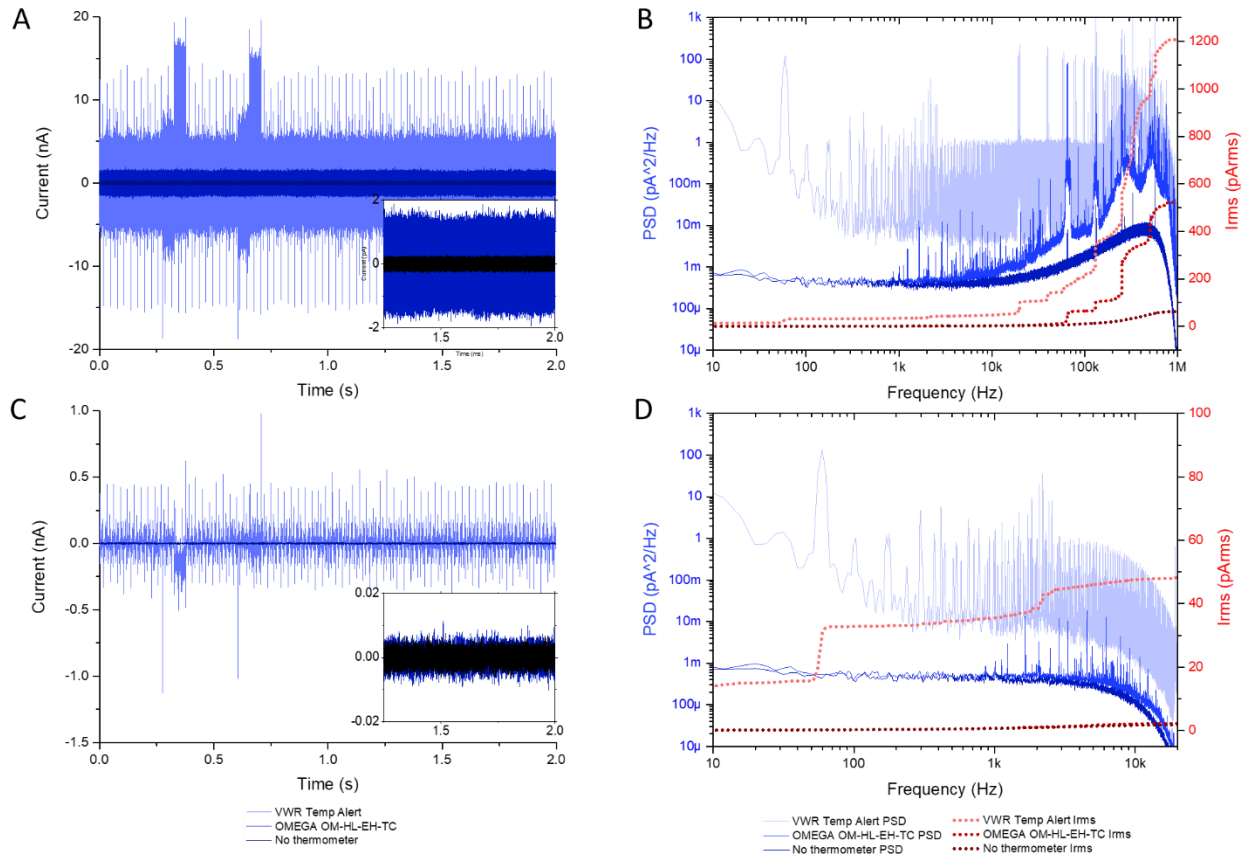 A
20
10
0
-10
-20
Current (nA)
0.0
0.5
1.0
1.5
2.0
Time (s)
2
0
-2
Current (pA)
1.5
2.0
Time (ms)
B
1k
100
10
1
100m
10m
1m
100µ
10µ
PSD (pA^2/Hz)
10
100
1k
10k
100k
1M
Frequency (Hz)
1200
1000
800
600
400
200
0
Irms (pArms)
C
1.0
0.5
0.0
-0.5
-1.0
-1.5
Current (nA)
0.0
0.5
1.0
1.5
2.0
Time (s)
0.02
0.00
-0.02
1.5
2.0
VWR Temp Alert
OMEGA OM-HL-EH-TC
No thermometer
D
1k
100
10
1
100m
10m
1m
100µ
10µ
PSD (pA^2/Hz)
10
100
1k
10k
Frequency (Hz)
100
80
60
40
20
0
Irms (pArms)
VWR Temp Alert PSD
OMEGA OM-HL-EH-TC PSD
No thermometer PSD
VWR Temp Alert Irms
OMEGA OM-HL-EH-TC Irms
No thermometer Irms